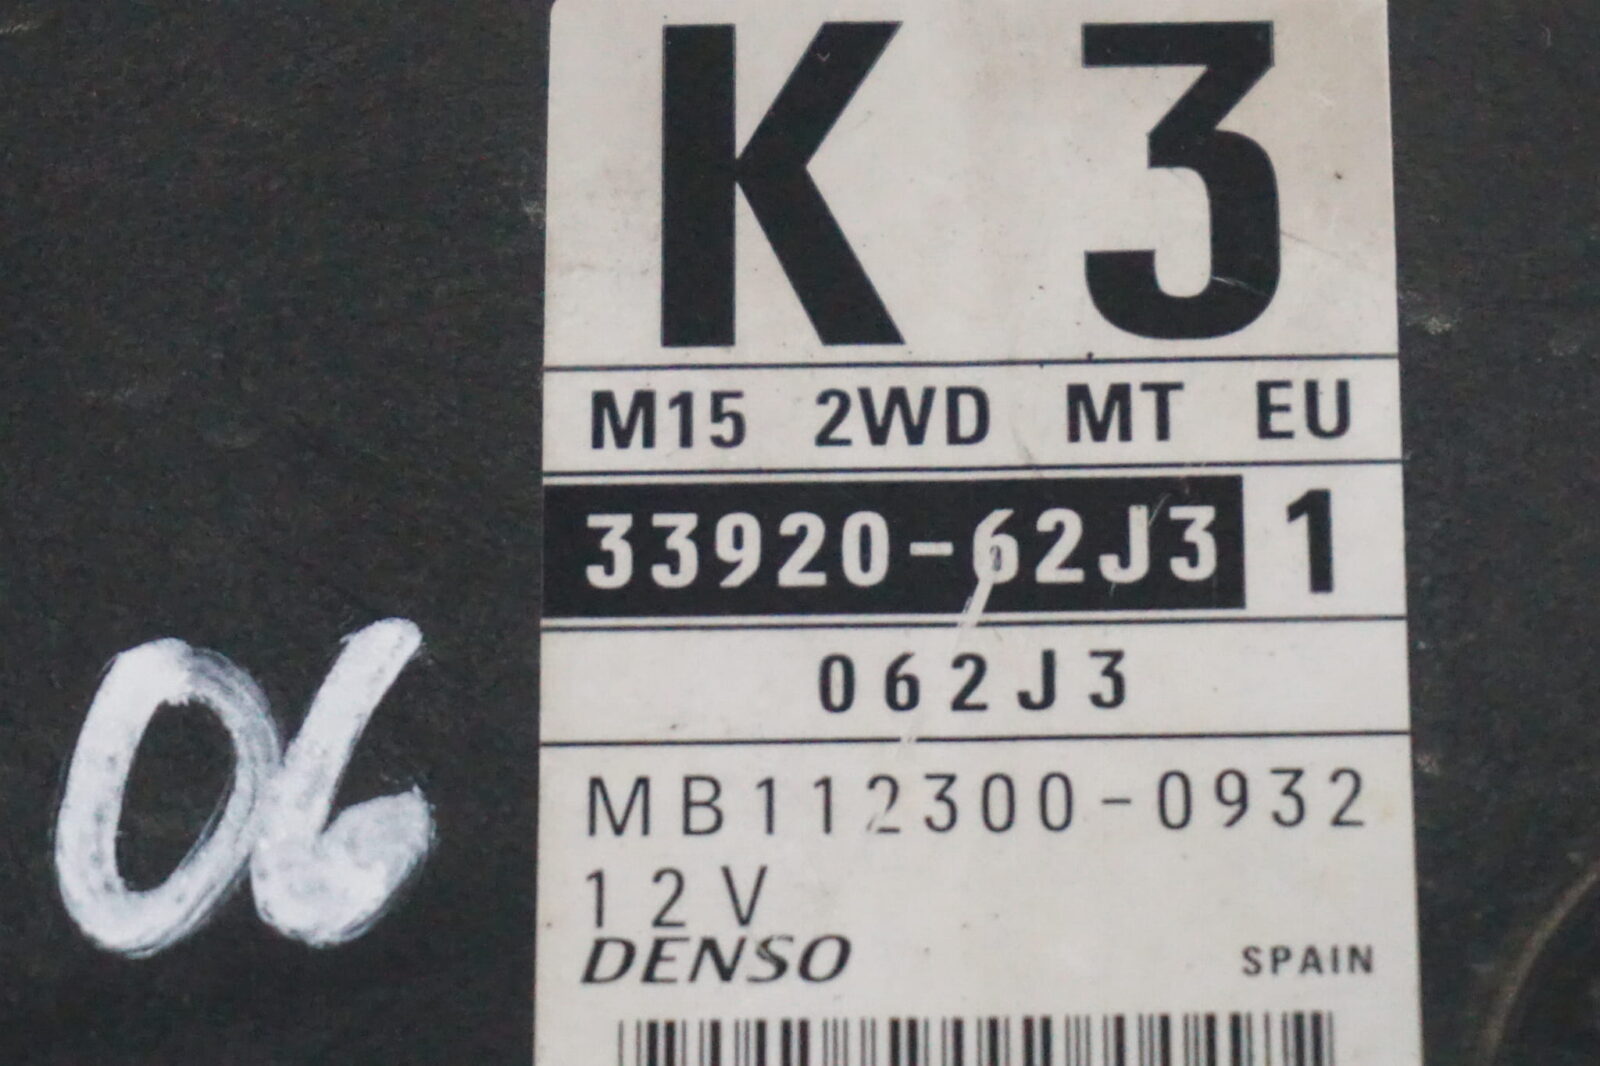 K 3
M15 2WD MT EU
33920-62J3 1
062J3
MB112300-0932
12V
DENSO SPAIN
06